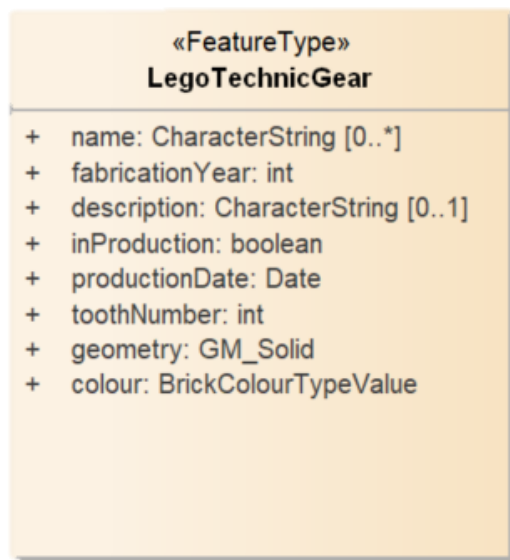 «FeatureType»
LegoTechnicGear
+ name: CharacterString [0..*]
+ fabricationYear: int
+ description: CharacterString [0..1]
+ inProduction: boolean
+ productionDate: Date
+ toothNumber: int
+ geometry: GM_Solid
+ colour: BrickColourTypeValue